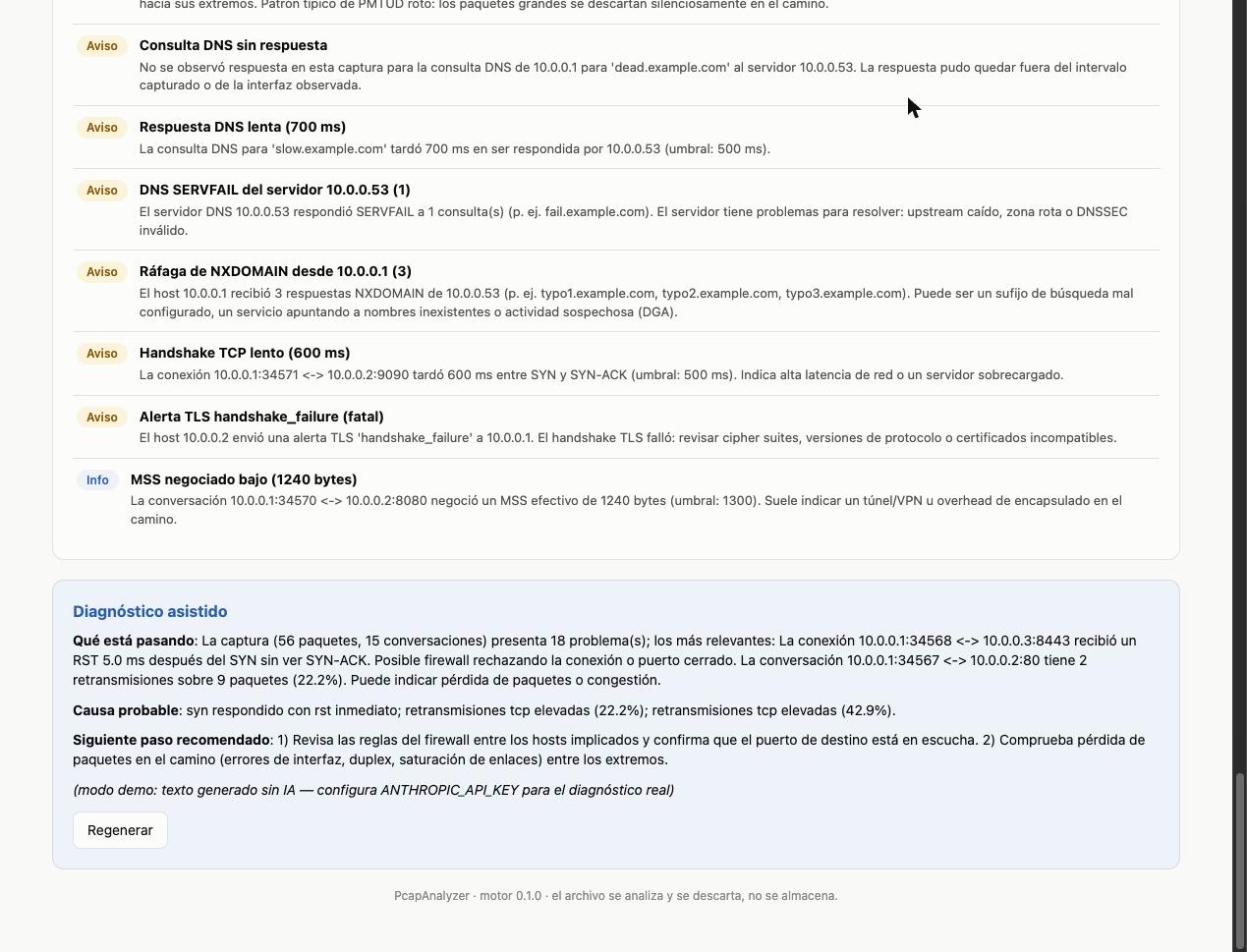 hacia sus extremos. Patrón típico de PMTUD roto: los paquetes grandes se descartan silenciosamente en el camino.
Aviso
Consulta DNS sin respuesta
No se observó respuesta en esta captura para la consulta DNS de 10.0.0.1 para 'dead.example.com' al servidor 10.0.0.53. La respuesta pudo quedar fuera del intervalo
capturado o de la interfaz observada.
Aviso
Respuesta DNS lenta (700 ms)
La consulta DNS para 'slow.example.com' tardó 700 ms en ser respondida por 10.0.0.53 (umbral: 500 ms).
Aviso
DNS SERVFAIL del servidor 10.0.0.53 (1)
El servidor DNS 10.0.0.53 respondió SERVFAIL a 1 consulta(s) (p. ej. fail.example.com). El servidor tiene problemas para resolver: upstream caído, zona rota o DNSSEC
inválido.
Aviso
Ráfaga de NXDOMAIN desde 10.0.0.1 (3)
El host 10.0.0.1 recibió 3 respuestas NXDOMAIN de 10.0.0.53 (p. ej. typo1.example.com, typo2.example.com, typo3.example.com). Puede ser un sufijo de búsqueda mal
configurado, un servicio apuntando a nombres inexistentes o actividad sospechosa (DGA).
Aviso
Handshake TCP lento (600 ms)
La conexión 10.0.0.1:34571 <-> 10.0.0.2:9090 tardó 600 ms entre SYN y SYN-ACK (umbral: 500 ms). Indica alta latencia de red o un servidor sobrecargado.
Aviso
Alerta TLS handshake_failure (fatal)
El host 10.0.0.2 envió una alerta TLS 'handshake_failure' a 10.0.0.1. El handshake TLS falló: revisar cipher suites, versiones de protocolo o certificados incompatibles.
Info
MSS negociado bajo (1240 bytes)
La conversación 10.0.0.1:34570 <-> 10.0.0.2:8080 negoció un MSS efectivo de 1240 bytes (umbral: 1300). Suele indicar un túnel/VPN u overhead de encapsulado en el
camino.
Diagnóstico asistido
Qué está pasando: La captura (56 paquetes, 15 conversaciones) presenta 18 problema(s); los más relevantes: La conexión 10.0.0.1:34568 <-> 10.0.0.3:8443 recibió un
RST 5.0 ms después del SYN sin ver SYN-ACK. Posible firewall rechazando la conexión o puerto cerrado. La conversación 10.0.0.1:34567 <-> 10.0.0.2:80 tiene 2
retransmisiones sobre 9 paquetes (22.2%). Puede indicar pérdida de paquetes o congestión.
Causa probable: syn respondido con rst inmediato; retransmisiones tcp elevadas (22.2%); retransmisiones tcp elevadas (42.9%).
Siguiente paso recomendado: 1) Revisa las reglas del firewall entre los hosts implicados y confirma que el puerto de destino está en escucha. 2) Comprueba pérdida de
paquetes en el camino (errores de interfaz, duplex, saturación de enlaces) entre los extremos.
(modo demo: texto generado sin IA — configura ANTHROPIC_API_KEY para el diagnóstico real)
Regenerar
PcapAnalyzer · motor 0.1.0 · el archivo se analiza y se descarta, no se almacena.